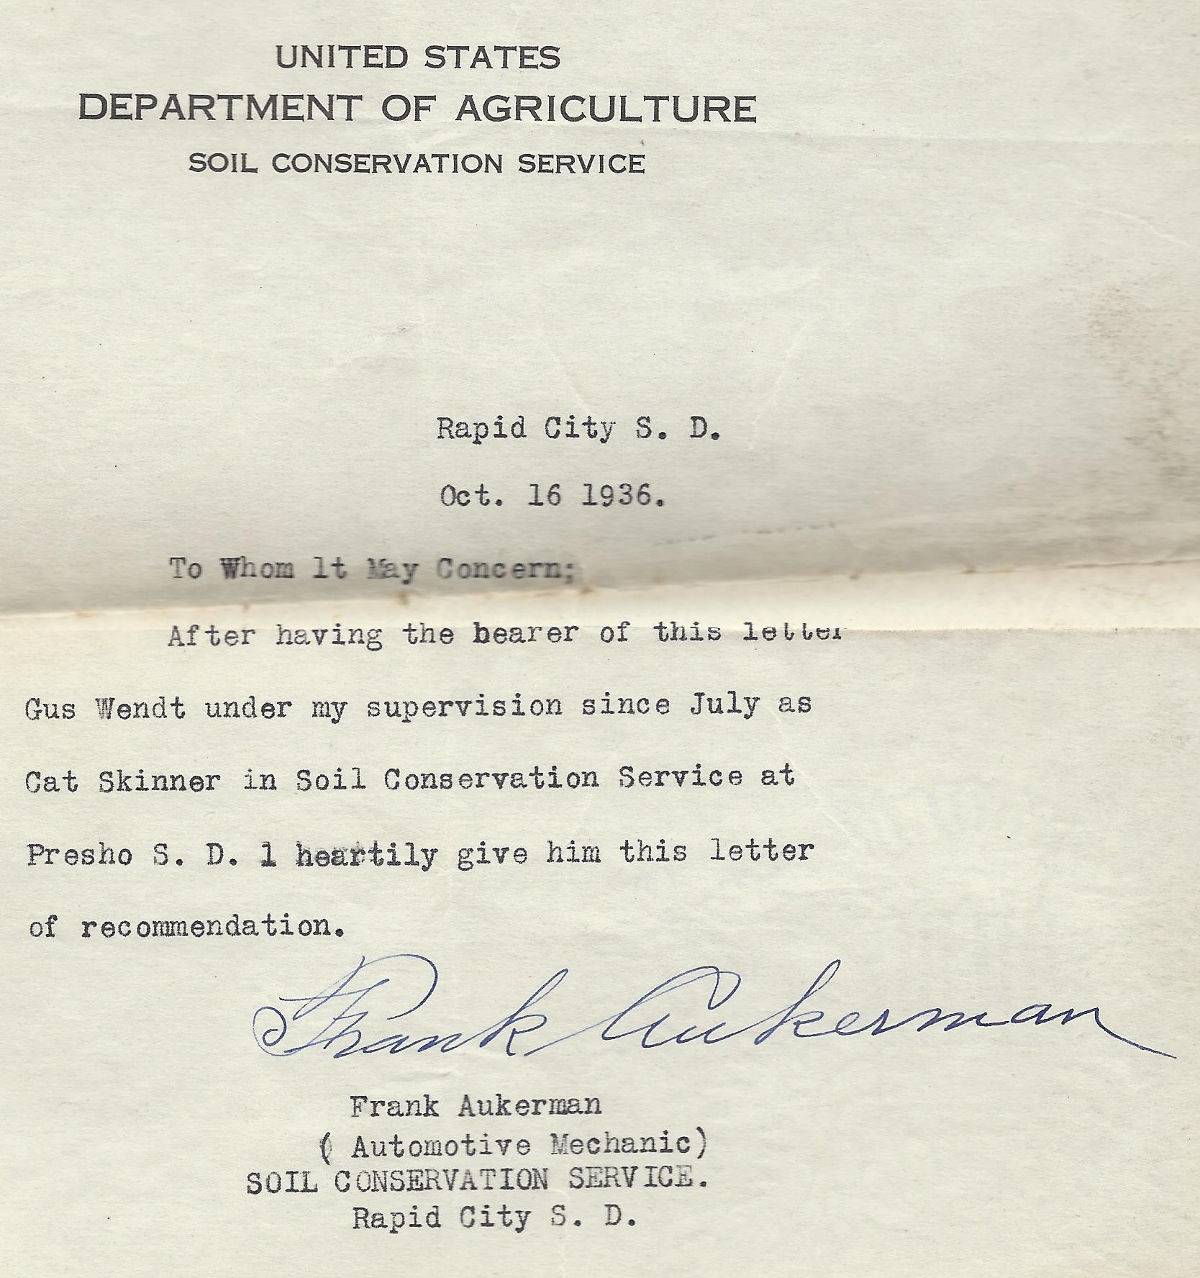 UNITED STATES
DEPARTMENT OF AGRICULTURE
SOIL CONSERVATION SERVICE
Rapid City S. D.
Oct. 16 1936.
To Whom lt May Concern;
After having the bearer of this letter
Gus Wendt under my supervision since July as
Cat Skinner in Soil Conservation Service at
Presho S. D. l heartily give him this letter
of recommendation.
Frank Aukerman
Frank Aukerman
( Automotive Mechanic)
SOIL CONSERVATION SERVICE.
Rapid City S. D.